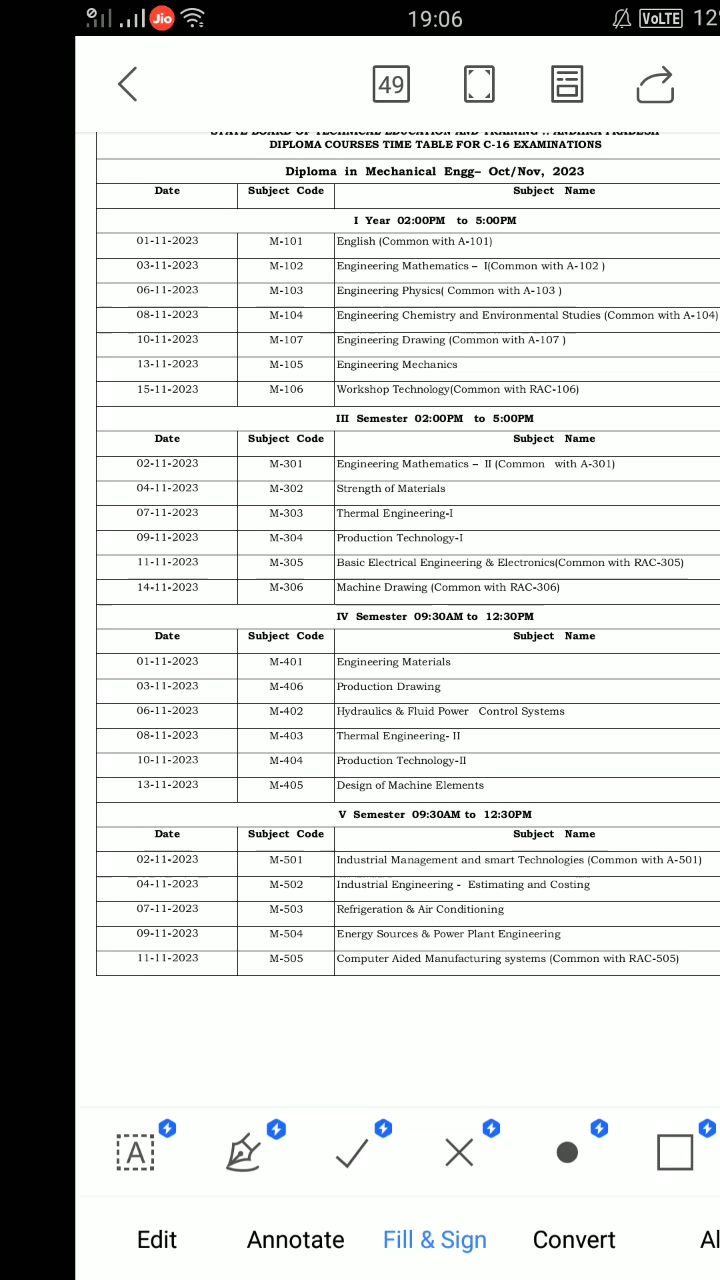 Jio 19:06 VoLTE 12
49
STATE BOARD OF TECHNICAL EDUCATION AND TRAINING :: ANDHRA PRADESH
DIPLOMA COURSES TIME TABLE FOR C-16 EXAMINATIONS
Diploma in Mechanical Engg– Oct/Nov, 2023
Date Subject Code Subject Name
I Year 02:00PM to 5:00PM
01-11-2023 M-101 English (Common with A-101)
03-11-2023 M-102 Engineering Mathematics – I(Common with A-102 )
06-11-2023 M-103 Engineering Physics( Common with A-103 )
08-11-2023 M-104 Engineering Chemistry and Environmental Studies (Common with A-104)
10-11-2023 M-107 Engineering Drawing (Common with A-107 )
13-11-2023 M-105 Engineering Mechanics
15-11-2023 M-106 Workshop Technology(Common with RAC-106)
III Semester 02:00PM to 5:00PM
Date Subject Code Subject Name
02-11-2023 M-301 Engineering Mathematics – II (Common with A-301)
04-11-2023 M-302 Strength of Materials
07-11-2023 M-303 Thermal Engineering-I
09-11-2023 M-304 Production Technology-I
11-11-2023 M-305 Basic Electrical Engineering & Electronics(Common with RAC-305)
14-11-2023 M-306 Machine Drawing (Common with RAC-306)
IV Semester 09:30AM to 12:30PM
Date Subject Code Subject Name
01-11-2023 M-401 Engineering Materials
03-11-2023 M-406 Production Drawing
06-11-2023 M-402 Hydraulics & Fluid Power Control Systems
08-11-2023 M-403 Thermal Engineering- II
10-11-2023 M-404 Production Technology-II
13-11-2023 M-405 Design of Machine Elements
V Semester 09:30AM to 12:30PM
Date Subject Code Subject Name
02-11-2023 M-501 Industrial Management and smart Technologies (Common with A-501)
04-11-2023 M-502 Industrial Engineering - Estimating and Costing
07-11-2023 M-503 Refrigeration & Air Conditioning
09-11-2023 M-504 Energy Sources & Power Plant Engineering
11-11-2023 M-505 Computer Aided Manufacturing systems (Common with RAC-505)
A
Edit Annotate Fill & Sign Convert Al